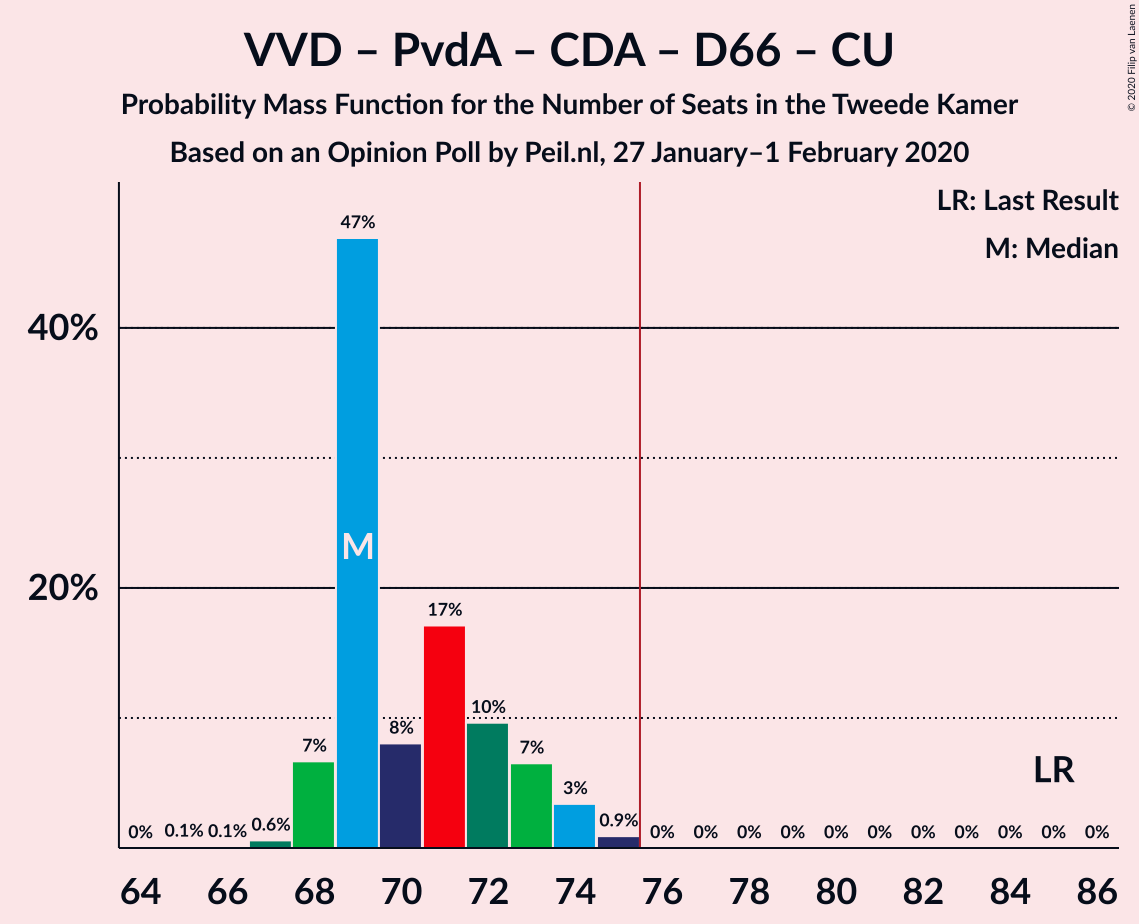 VVD – PvdA – CDA – D66 – CU
Probability Mass Function for the Number of Seats in the Tweede Kamer
Based on an Opinion Poll by Peil.nl, 27 January–1 February 2020
© 2020 Filip van Laenen
LR: Last Result
M: Median
47%
40%
M
20%
17%
10%
8%
7%
7%
LR
3%
0% 0.1% 0.1% 0.6% 0.9% 0% 0% 0% 0% 0% 0% 0% 0% 0% 0% 0%
64 66 68 70 72 74 76 78 80 82 84 86